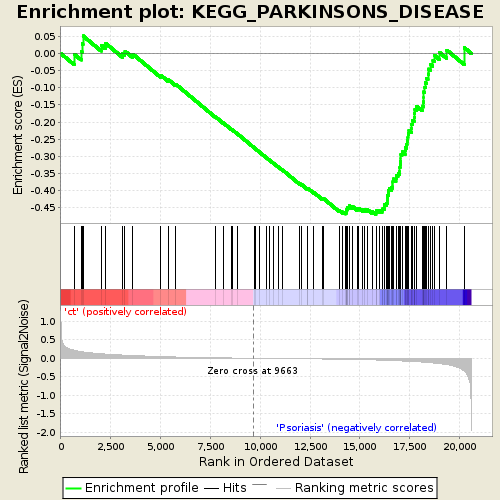 Enrichment plot: KEGG_PARKINSONS_DISEASE
Enrichment score (ES)
0.05
0.00
-0.05
-0.10
-0.15
-0.20
-0.25
-0.30
-0.35
-0.40
-0.45
Ranked list metric (Signal2Noise)
'ct' (positively correlated)
1.0
0.5
0.0
-0.5
-1.0
-1.5
-2.0
Zero cross at 9663
'Psoriasis' (negatively correlated)
0
2,500
5,000
7,500
10,000
12,500
15,000
17,500
20,000
Rank in Ordered Dataset
Enrichment profile
Hits
Ranking metric scores